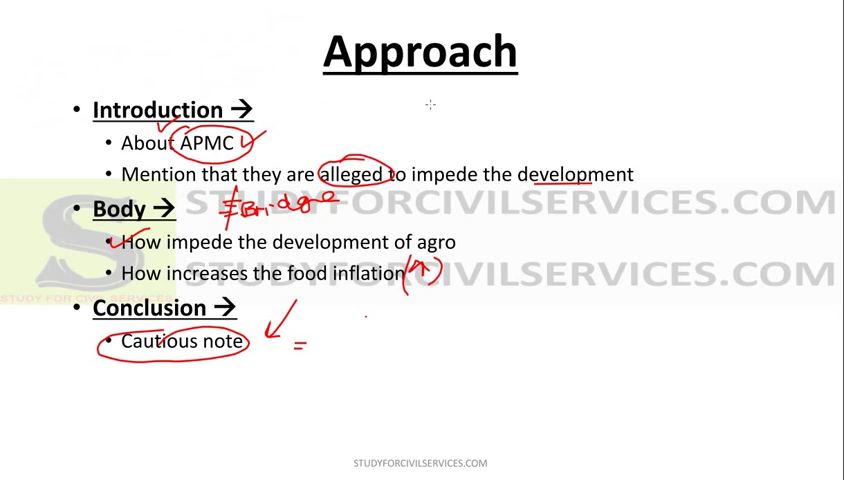 Approach
• Introduction →
• About APMC
• Mention that they are alleged to impede the development
STUDYFORCIVILSERVICES.COM
• Body →
Bridge
• How impede the development of agro
• How increases the food inflation (↑)
STUDYFORCIVILSERVICES.COM
S
STUDY FOR CIVIL SERVICES
• Conclusion →
• Cautious note
=
STUDYFORCIVILSERVICES.COM